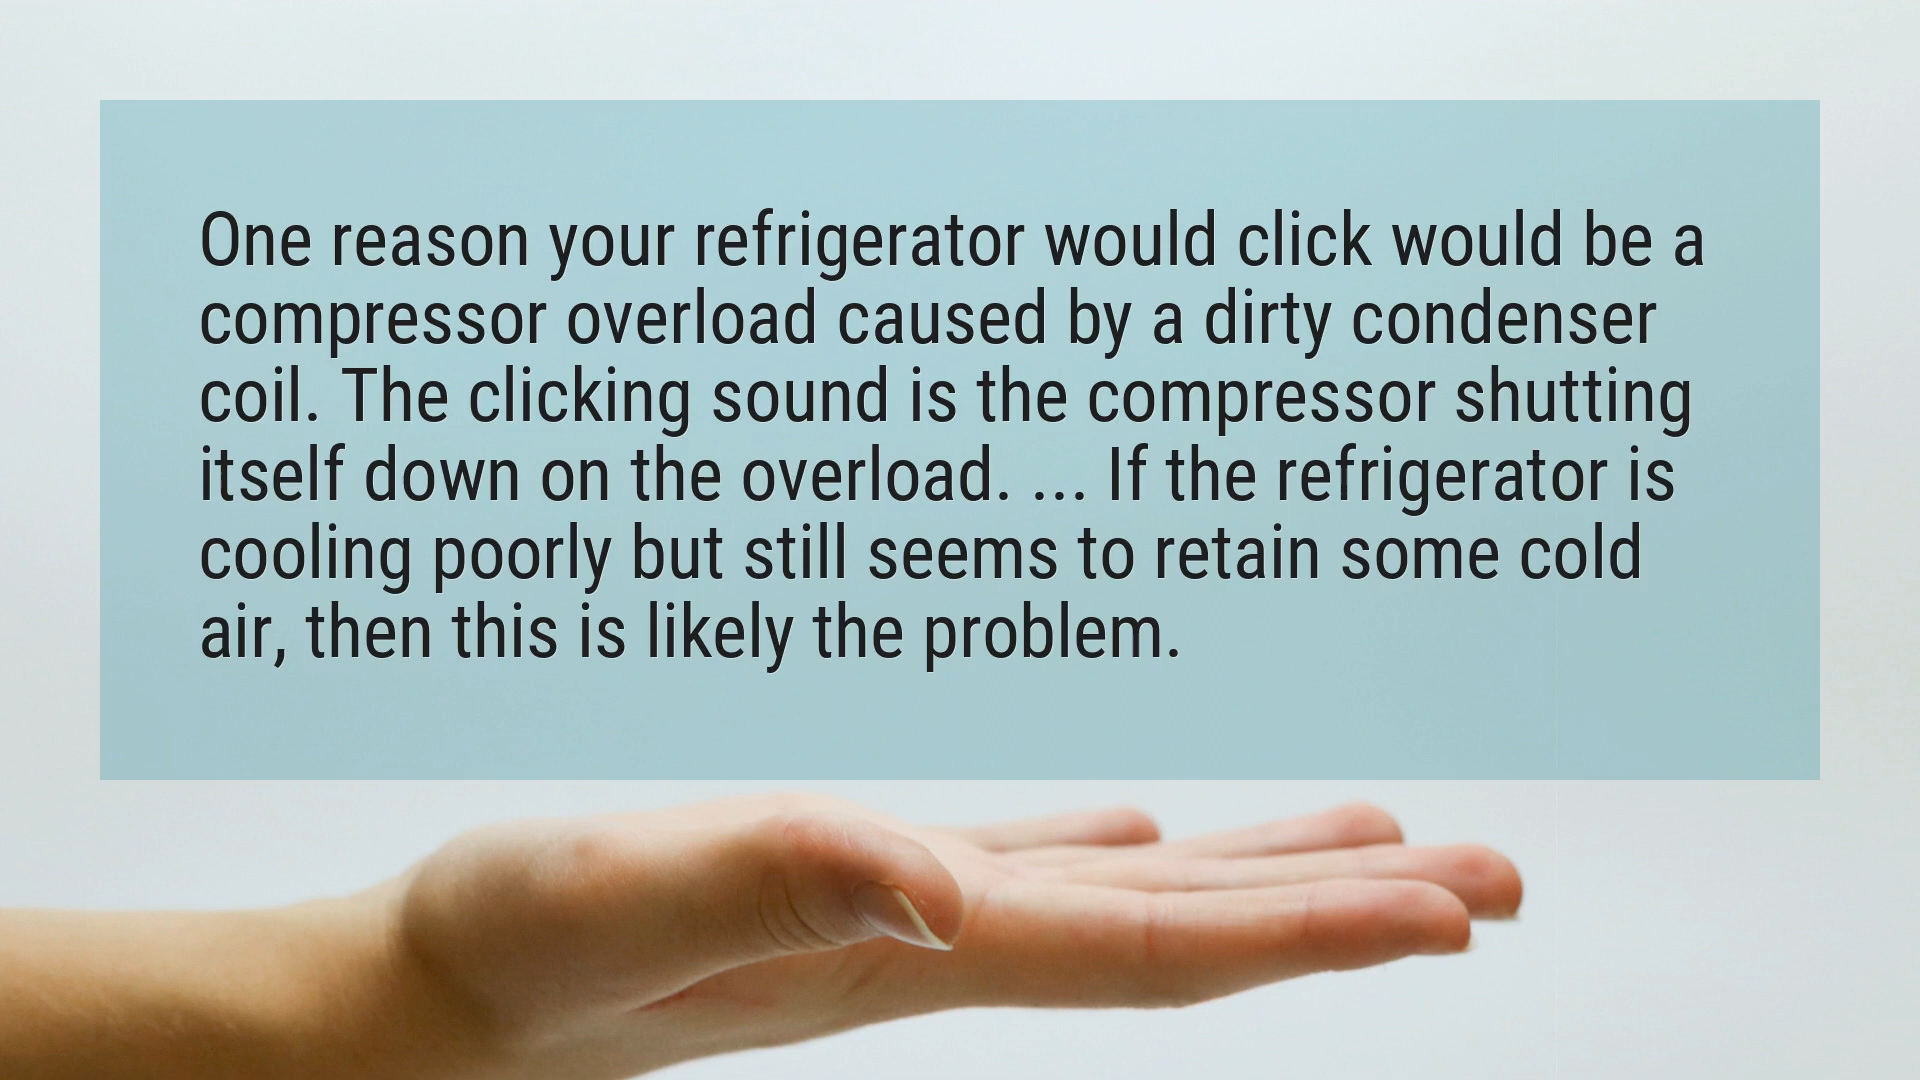 One reason your refrigerator would click would be a
compressor overload caused by a dirty condenser
coil. The clicking sound is the compressor shutting
itself down on the overload. ... If the refrigerator is
cooling poorly but still seems to retain some cold
air, then this is likely the problem.